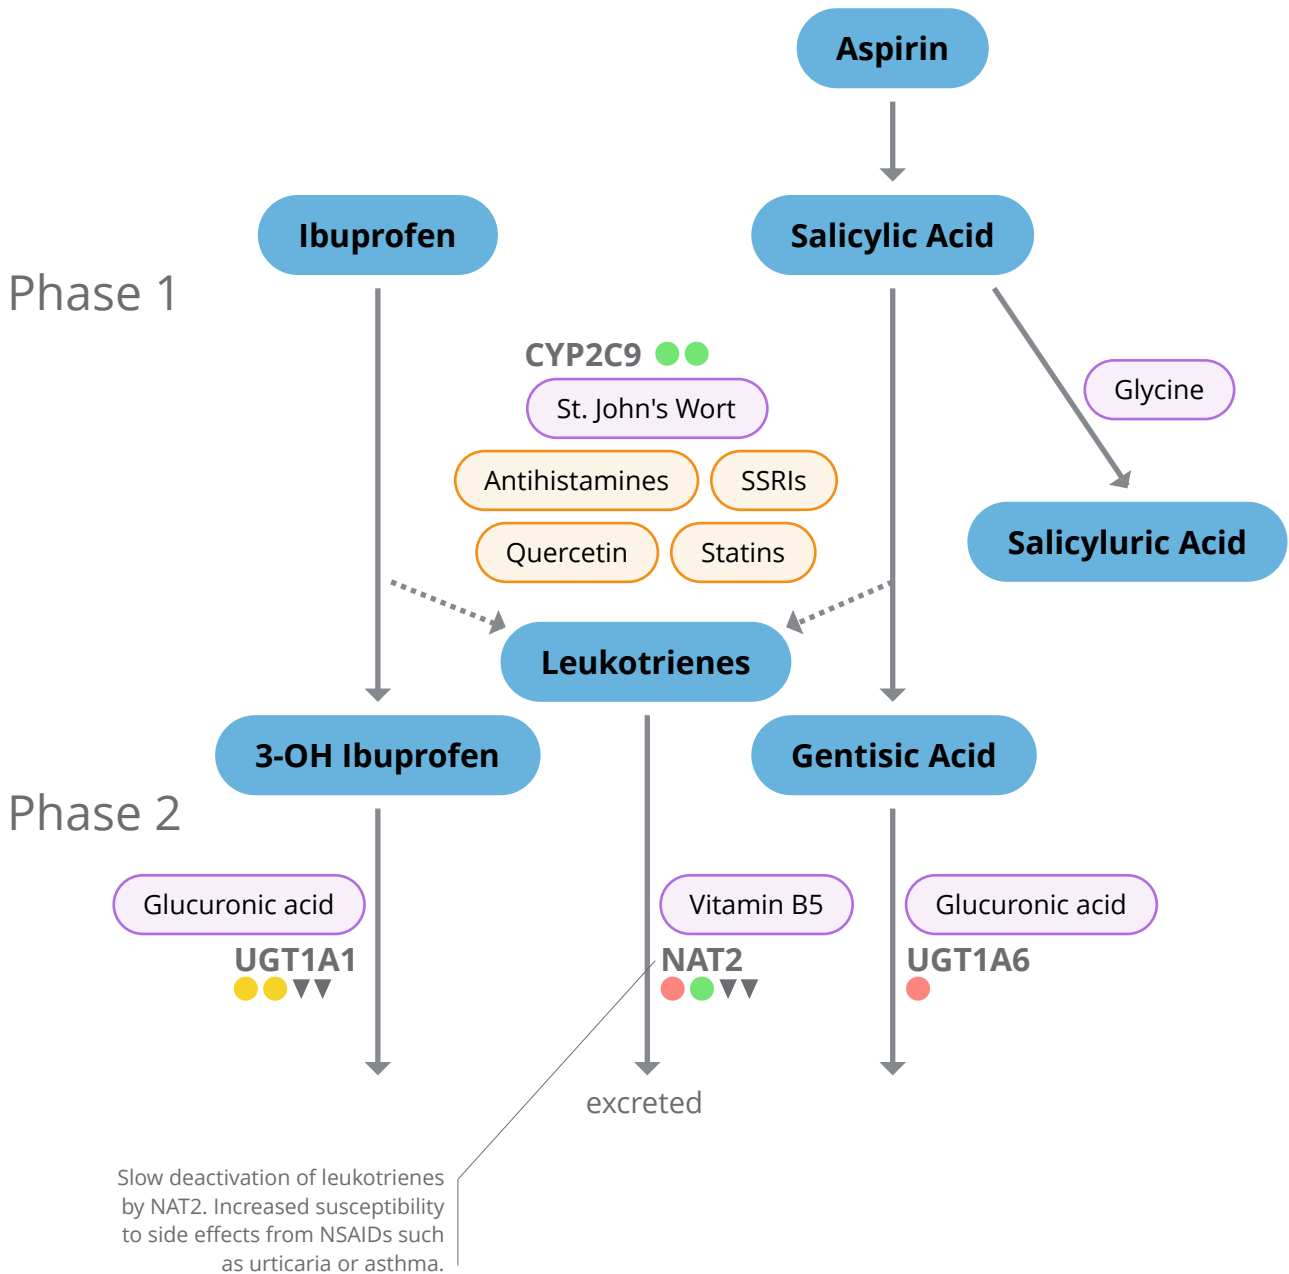 Aspirin
Ibuprofen
Salicylic Acid
Phase 1
CYP2C9
St. John's Wort
Glycine
Antihistamines
SSRIs
Quercetin
Statins
Salicyluric Acid
Leukotrienes
3-OH Ibuprofen
Gentisic Acid
Phase 2
Glucuronic acid
Vitamin B5
Glucuronic acid
UGT1A1
NAT2
UGT1A6
excreted
Slow deactivation of leukotrienes
by NAT2. Increased susceptibility
to side effects from NSAIDs such
as urticaria or asthma.